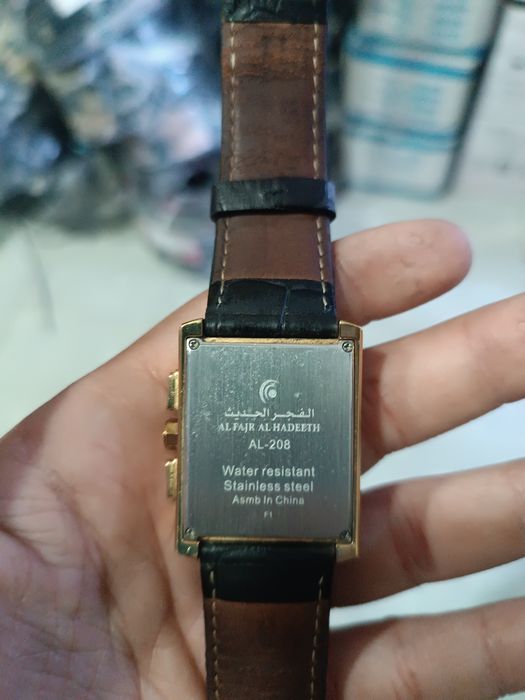 الفجر الحديث
AL FAJR AL HADEETH
AL-208
Water resistant
Stainless steel
Asmb In China
F1